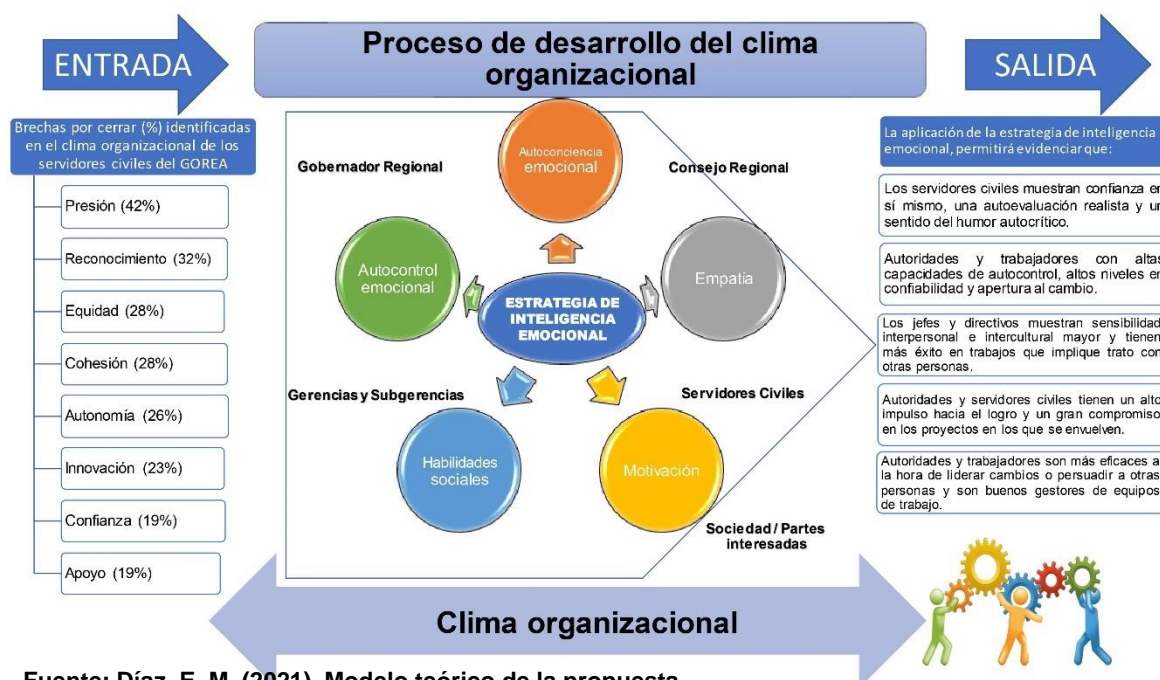 ENTRADA
Proceso de desarrollo del clima
organizacional
SALIDA
Brechas por cerrar (%) identificadas
en el clima organizacional de los
servidores civiles del GOREA
Presión (42%)
Reconocimiento (32%)
Equidad (28%)
Cohesión (28%)
Autonomía (26%)
Innovación (23%)
Confianza (19%)
Apoyo (19%)
Gobernador Regional
Autoconciencia
emocional
Consejo Regional
Autocontrol
emocional
Empatía
ESTRATEGIA DE
INTELIGENCIA
EMOCIONAL
Gerencias y Subgerencias
Servidores Civiles
Habilidades
sociales
Motivación
Sociedad / Partes
interesadas
La aplicación de la estrategia de inteligencia
emocional, permitirá evidenciar que:
Los servidores civiles muestran confianza en
sí mismo, una autoevaluación realista y un
sentido del humor autocrítico.
Autoridades y trabajadores con altas
capacidades de autocontrol, altos niveles en
confiabilidad y apertura al cambio.
Los jefes y directivos muestran sensibilidad
interpersonal e intercultural mayor y tienen
más éxito en trabajos que implique trato con
otras personas.
Autoridades y servidores civiles tienen un alto
impulso hacia el logro y un gran compromiso
en los proyectos en los que se envuelven.
Autoridades y trabajadores son más eficaces a
la hora de liderar cambios o persuadir a otras
personas y son buenos gestores de equipos
de trabajo.
Clima organizacional
Fuente: Díaz, E. M. (2021). Modelo teórico de la propuesta